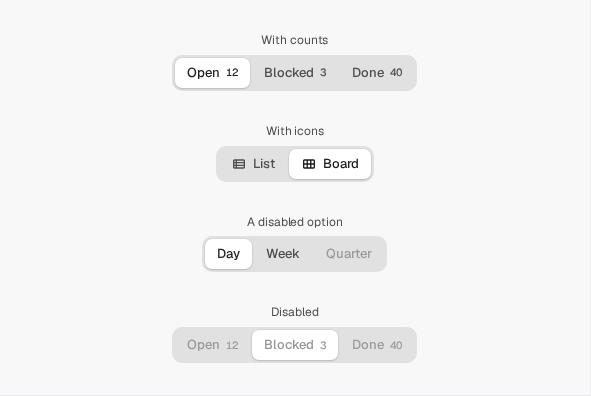 With counts
Open 12 Blocked 3 Done 40
With icons
List Board
A disabled option
Day Week Quarter
Disabled
Open 12 Blocked 3 Done 40